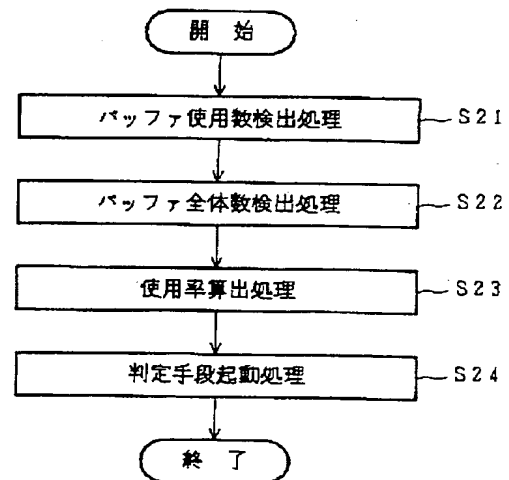 開 始
バッファ使用数検出処理 S21
バッファ全体数検出処理 S22
使用率算出処理 S23
判定手段起動処理 S24
終 了